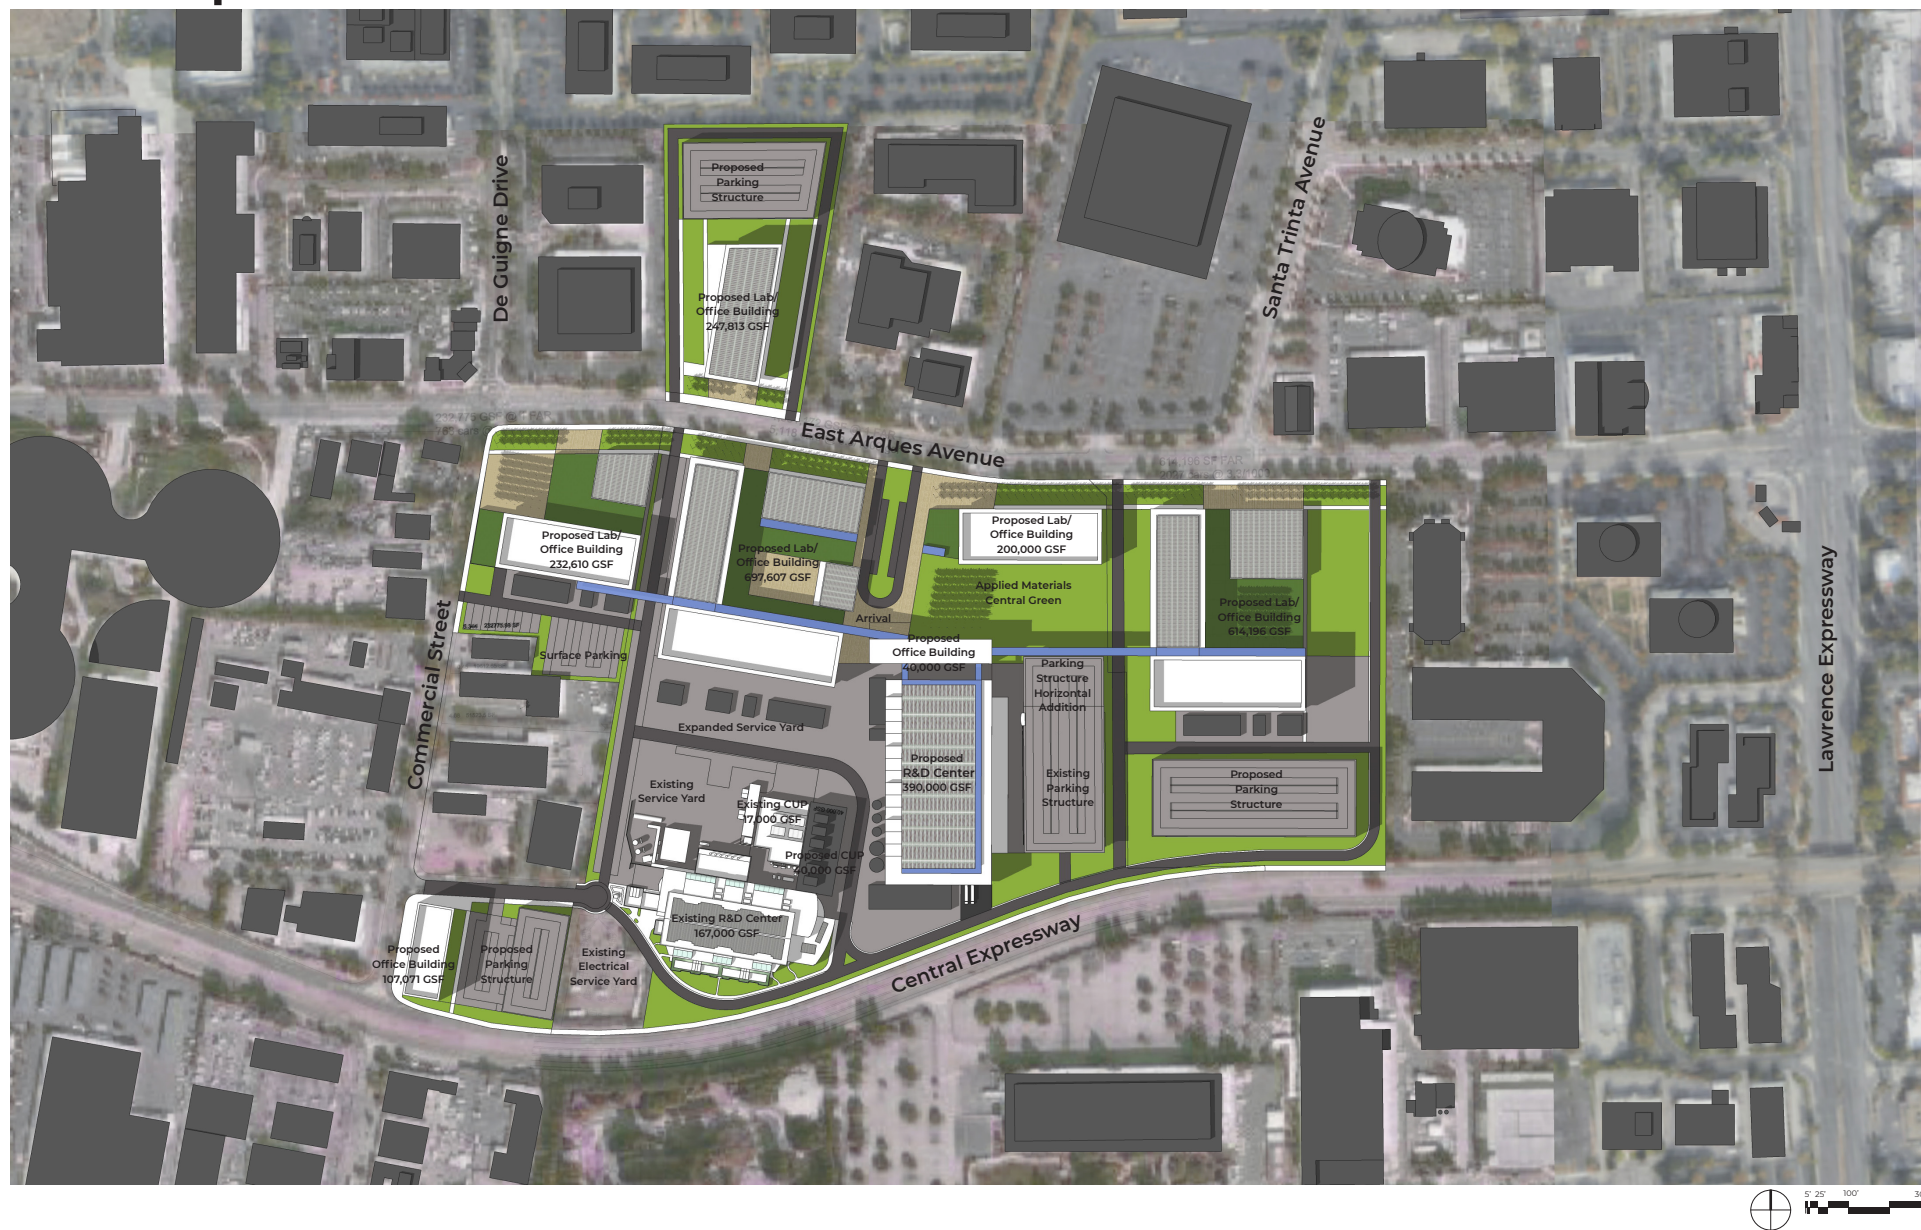 De Guigne Drive
Santa Trinta Avenue
Proposed
Parking
Structure
Proposed Lab/
Office Building
247,813 GSF
East Arques Avenue
Proposed Lab/
Office Building
232,610 GSF
Proposed Lab/
Office Building
697,607 GSF
Proposed Lab/
Office Building
200,000 GSF
Applied Materials
Central Green
Proposed Lab/
Office Building
614,196 GSF
Arrival
Proposed
Office Building
40,000 GSF
Surface Parking
Commercial Street
Lawrence Expressway
Parking
Structure
Horizontal
Addition
Expanded Service Yard
Proposed
R&D Center
390,000 GSF
Existing
Parking
Structure
Proposed
Parking
Structure
Existing
Service Yard
Existing CUP
17,000 GSF
Proposed CUP
40,000 GSF
Existing R&D Center
167,000 GSF
Proposed
Office Building
107,071 GSF
Proposed
Parking
Structure
Existing
Electrical
Service Yard
Central Expressway
5' 25' 100'